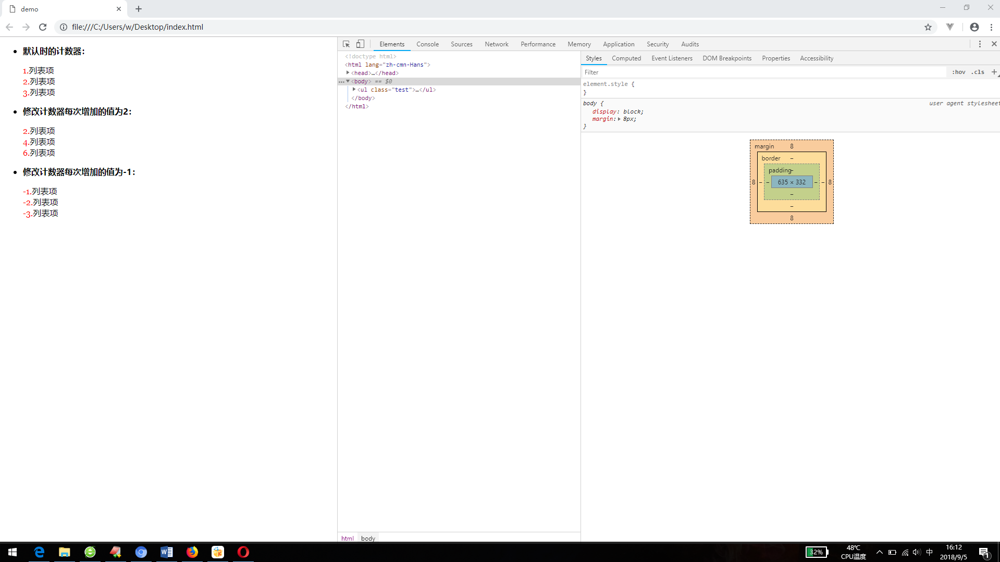 demo
file:///C:/Users/w/Desktop/index.html
默认时的计数器：
1.列表项
2.列表项
3.列表项
修改计数器每次增加的值为2：
2.列表项
4.列表项
6.列表项
修改计数器每次增加的值为-1：
-1.列表项
-2.列表项
-3.列表项
Elements Console Sources Network Performance Memory Application Security Audits
<!doctype html>
<html lang="zh-cmn-Hans">
<head>…</head>
<body> == $0
<ul class="test">…</ul>
</body>
</html>
html body
Styles Computed Event Listeners DOM Breakpoints Properties Accessibility
Filter :hov .cls +
element.style {
}
body { user agent stylesheet
display: block;
margin: 8px;
}
margin 8
border –
padding –
8 – – 635 × 332 – – 8
–
–
8
32% 48℃ 中 16:12 1
CPU温度 2018/9/5